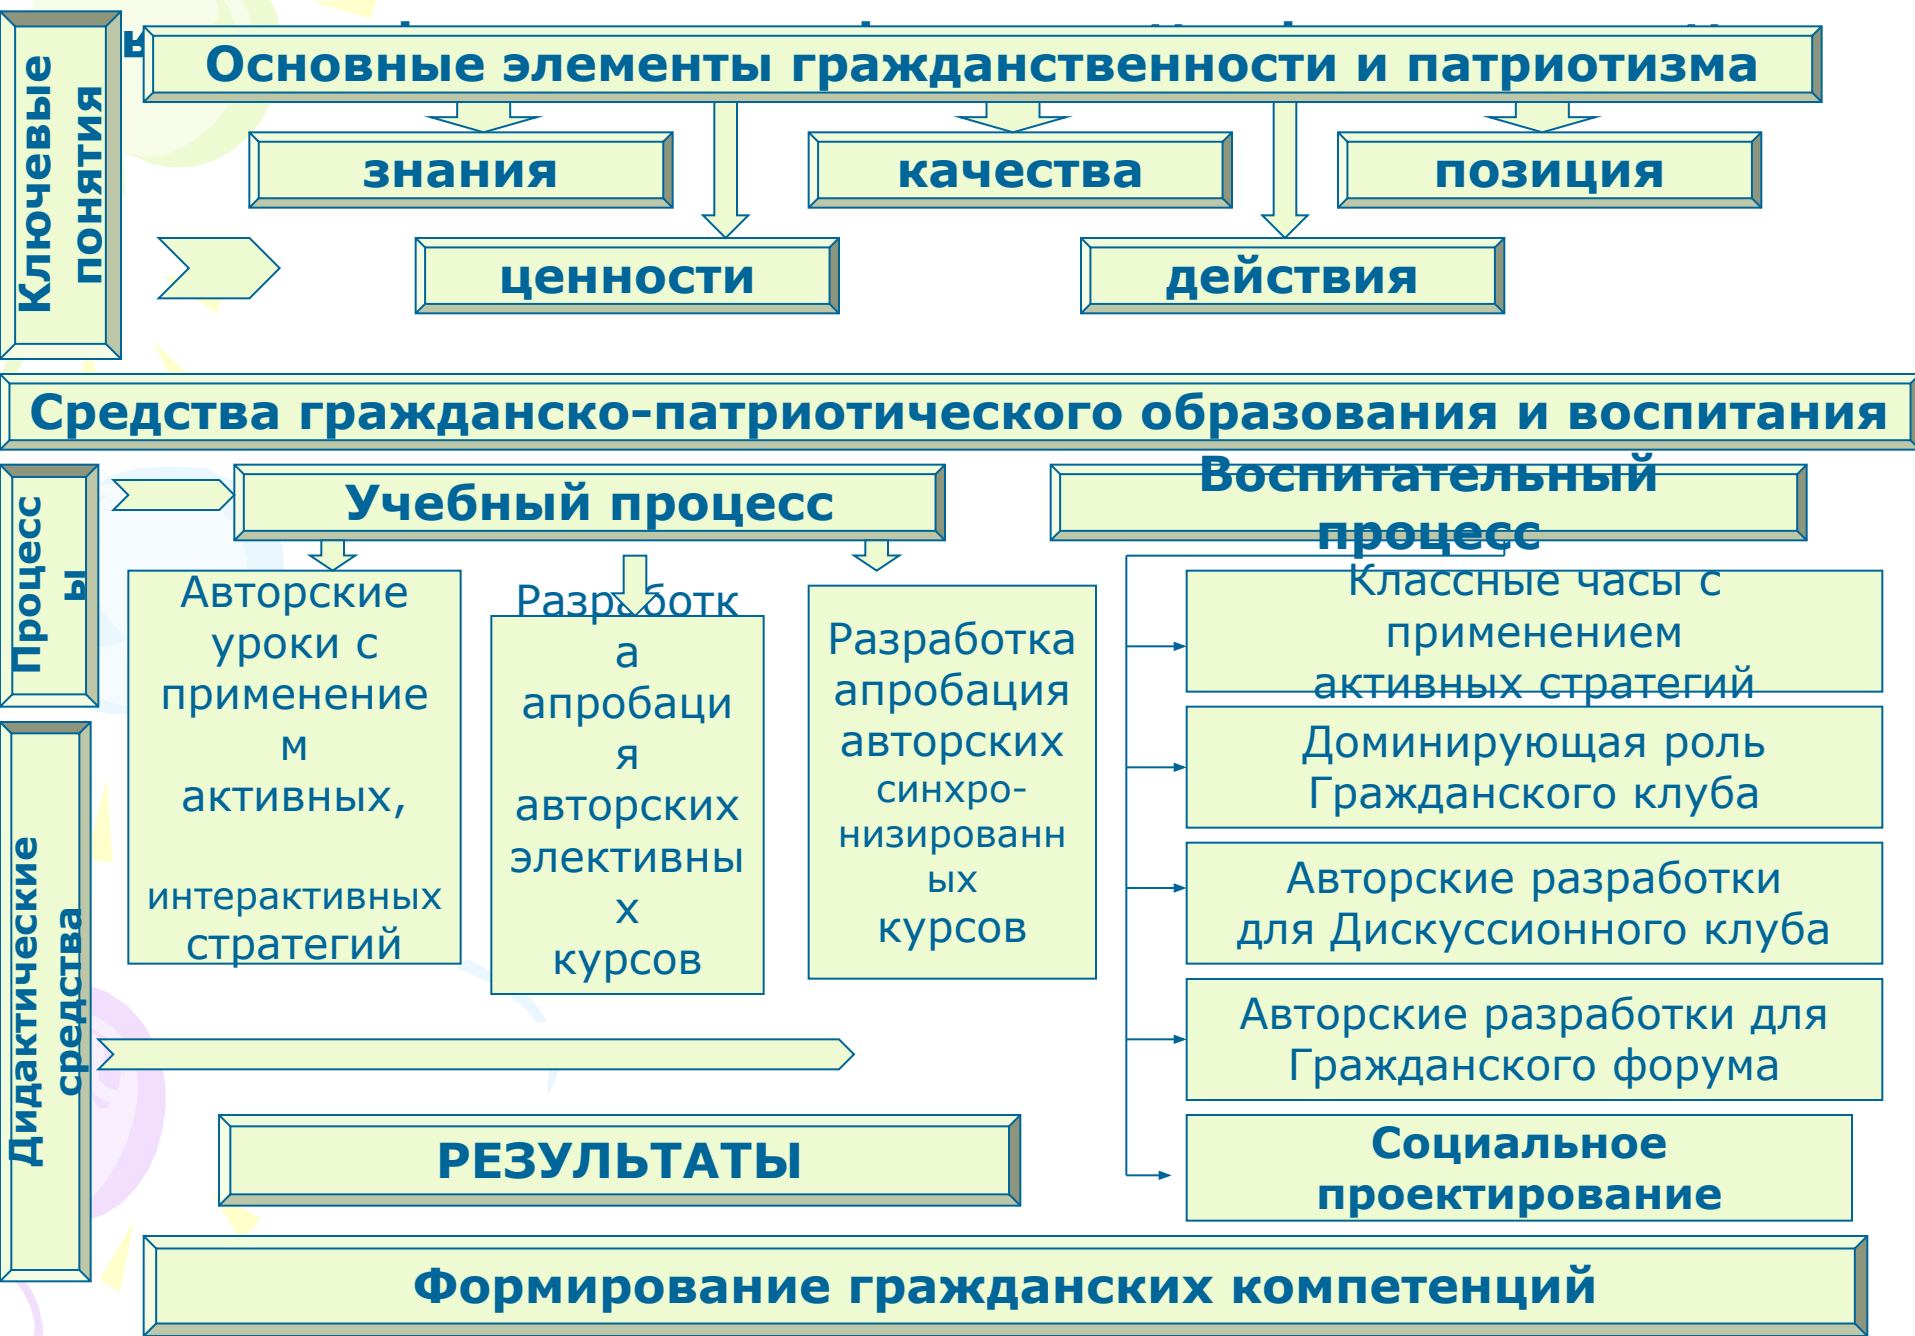 Ключевые
понятия
Основные элементы гражданственности и патриотизма
знания
качества
позиция
ценности
действия
Средства гражданско-патриотического образования и воспитания
Процесс
ы
Учебный процесс
Воспитательный
процесс
Авторские
уроки с
применение
м
активных,
интерактивных
стратегий
Разработк
а
апробаци
я
авторских
элективны
х
курсов
Разработка
апробация
авторских
синхро-
низированн
ых
курсов
Классные часы с
применением
активных стратегий
Доминирующая роль
Гражданского клуба
Авторские разработки
для Дискуссионного клуба
Авторские разработки для
Гражданского форума
Социальное
проектирование
Дидактические
средства
РЕЗУЛЬТАТЫ
Формирование гражданских компетенций